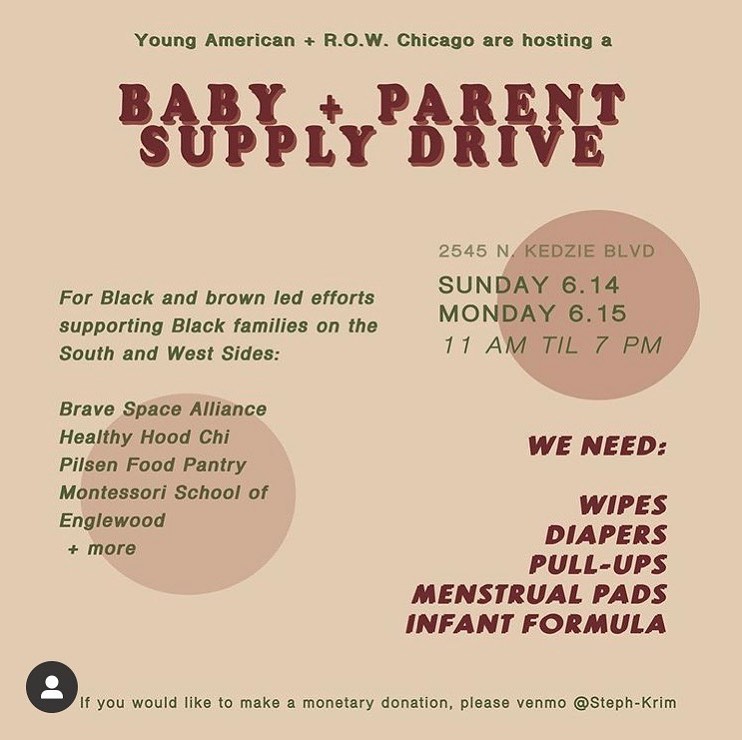 Young American + R.O.W. Chicago are hosting a
BABY + PARENT
SUPPLY DRIVE
2545 N. KEDZIE BLVD
SUNDAY 6.14
MONDAY 6.15
11 AM TIL 7 PM
For Black and brown led efforts
supporting Black families on the
South and West Sides:
Brave Space Alliance
Healthy Hood Chi
Pilsen Food Pantry
Montessori School of
Englewood
+ more
WE NEED:
WIPES
DIAPERS
PULL-UPS
MENSTRUAL PADS
INFANT FORMULA
If you would like to make a monetary donation, please venmo @Steph-Krim